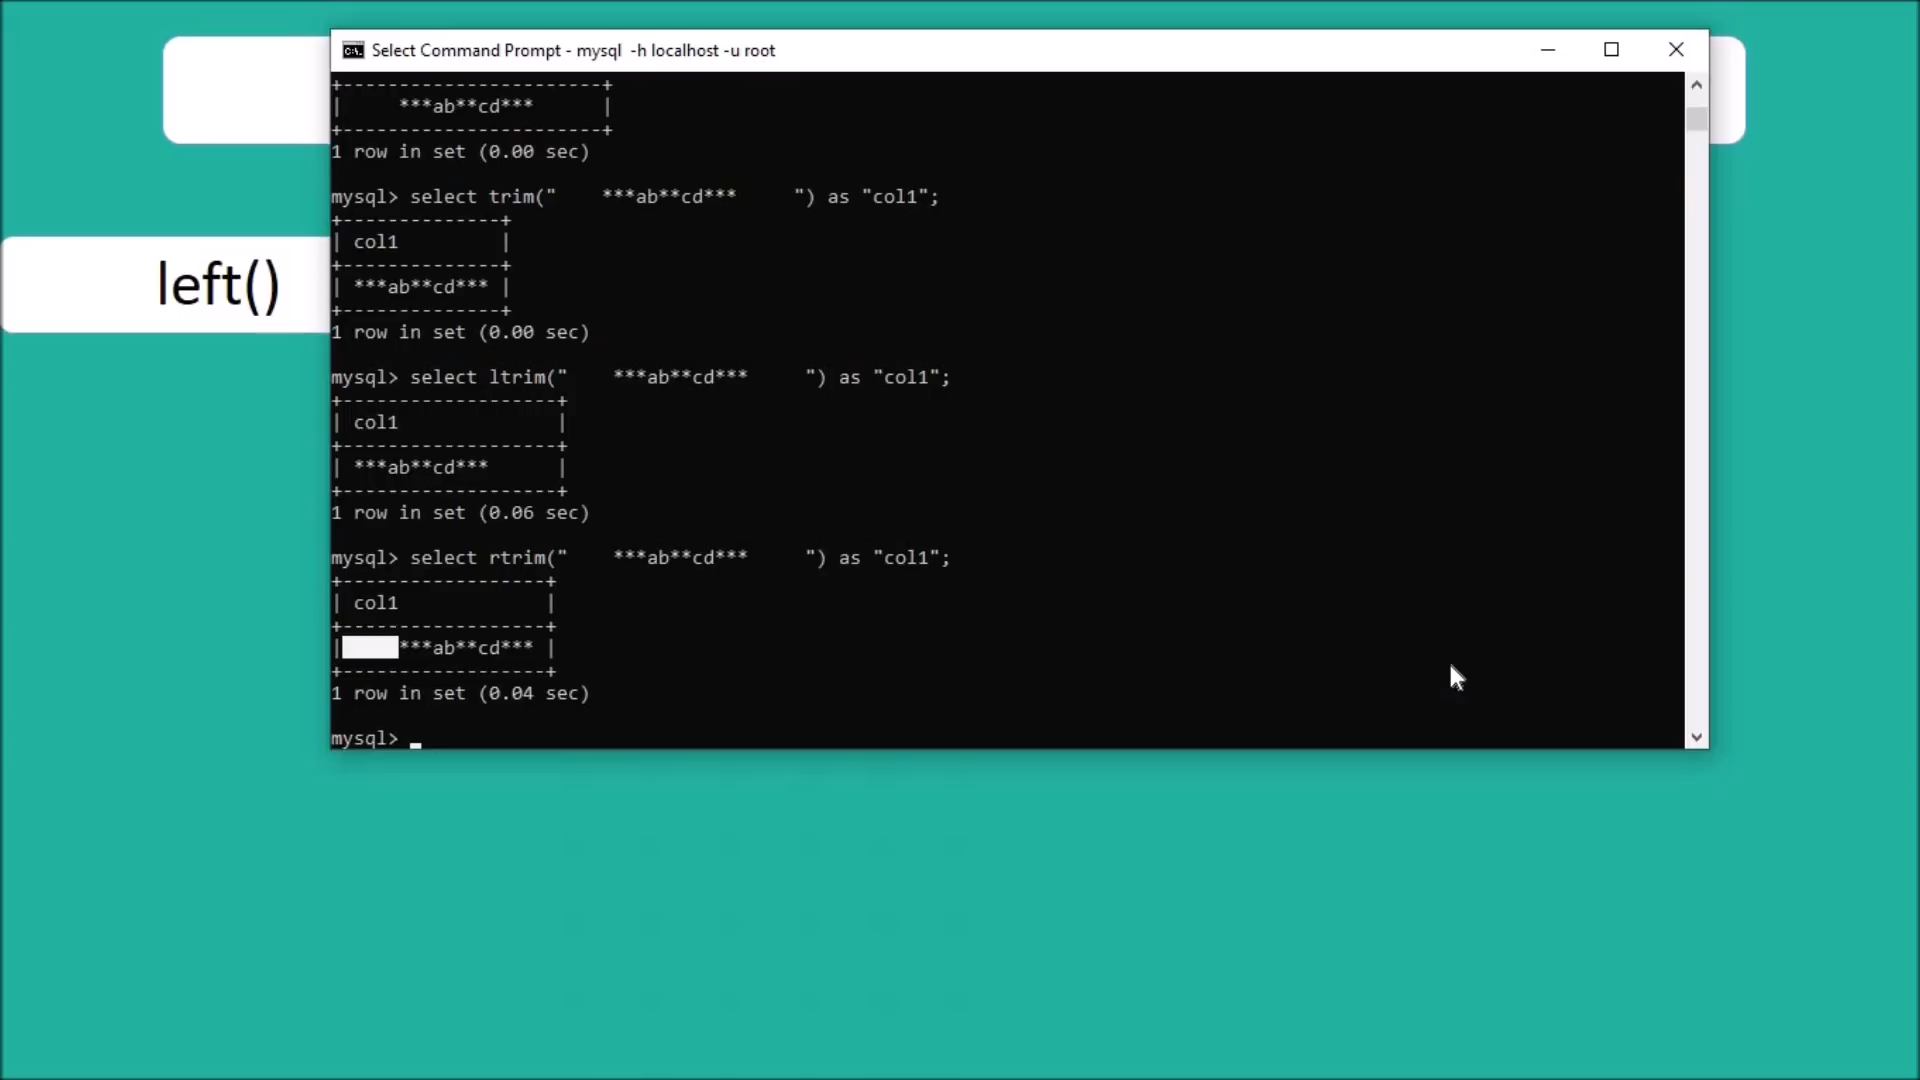 Select Command Prompt - mysql  -h localhost -u root
+-----------------------+
|     ***ab**cd***      |
+-----------------------+
1 row in set (0.00 sec)
mysql> select trim("    ***ab**cd***     ") as "col1";
+--------------+
| col1         |
+--------------+
| ***ab**cd*** |
+--------------+
1 row in set (0.00 sec)
left()
mysql> select ltrim("    ***ab**cd***     ") as "col1";
+-------------------+
| col1              |
+-------------------+
| ***ab**cd***      |
+-------------------+
1 row in set (0.06 sec)
mysql> select rtrim("    ***ab**cd***     ") as "col1";
+------------------+
| col1             |
+------------------+
|     ***ab**cd*** |
+------------------+
1 row in set (0.04 sec)
mysql> _